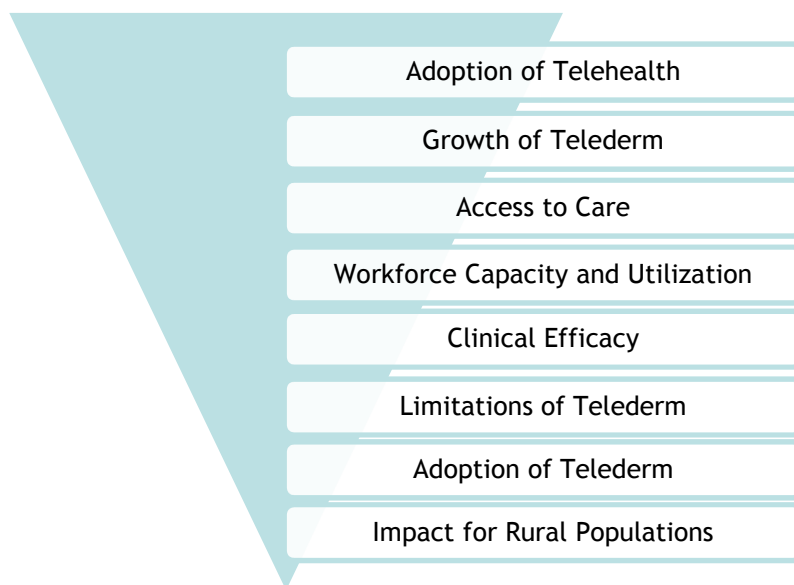 Adoption of Telehealth
Growth of Telederm
Access to Care
Workforce Capacity and Utilization
Clinical Efficacy
Limitations of Telederm
Adoption of Telederm
Impact for Rural Populations